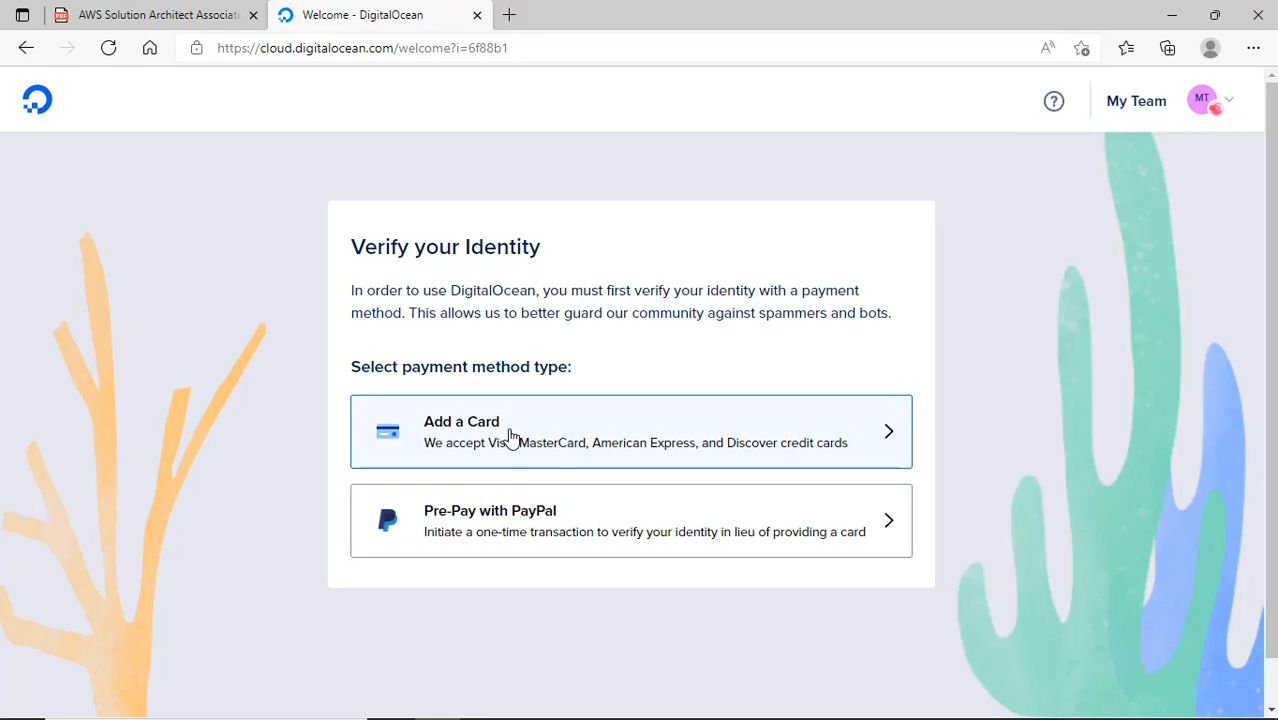 AWS Solution Architect Associate
Welcome - DigitalOcean
https://cloud.digitalocean.com/welcome?i=6f88b1
My Team
MT
Verify your Identity
In order to use DigitalOcean, you must first verify your identity with a payment
method. This allows us to better guard our community against spammers and bots.
Select payment method type:
Add a Card
We accept Vis MasterCard, American Express, and Discover credit cards
Pre-Pay with PayPal
Initiate a one-time transaction to verify your identity in lieu of providing a card